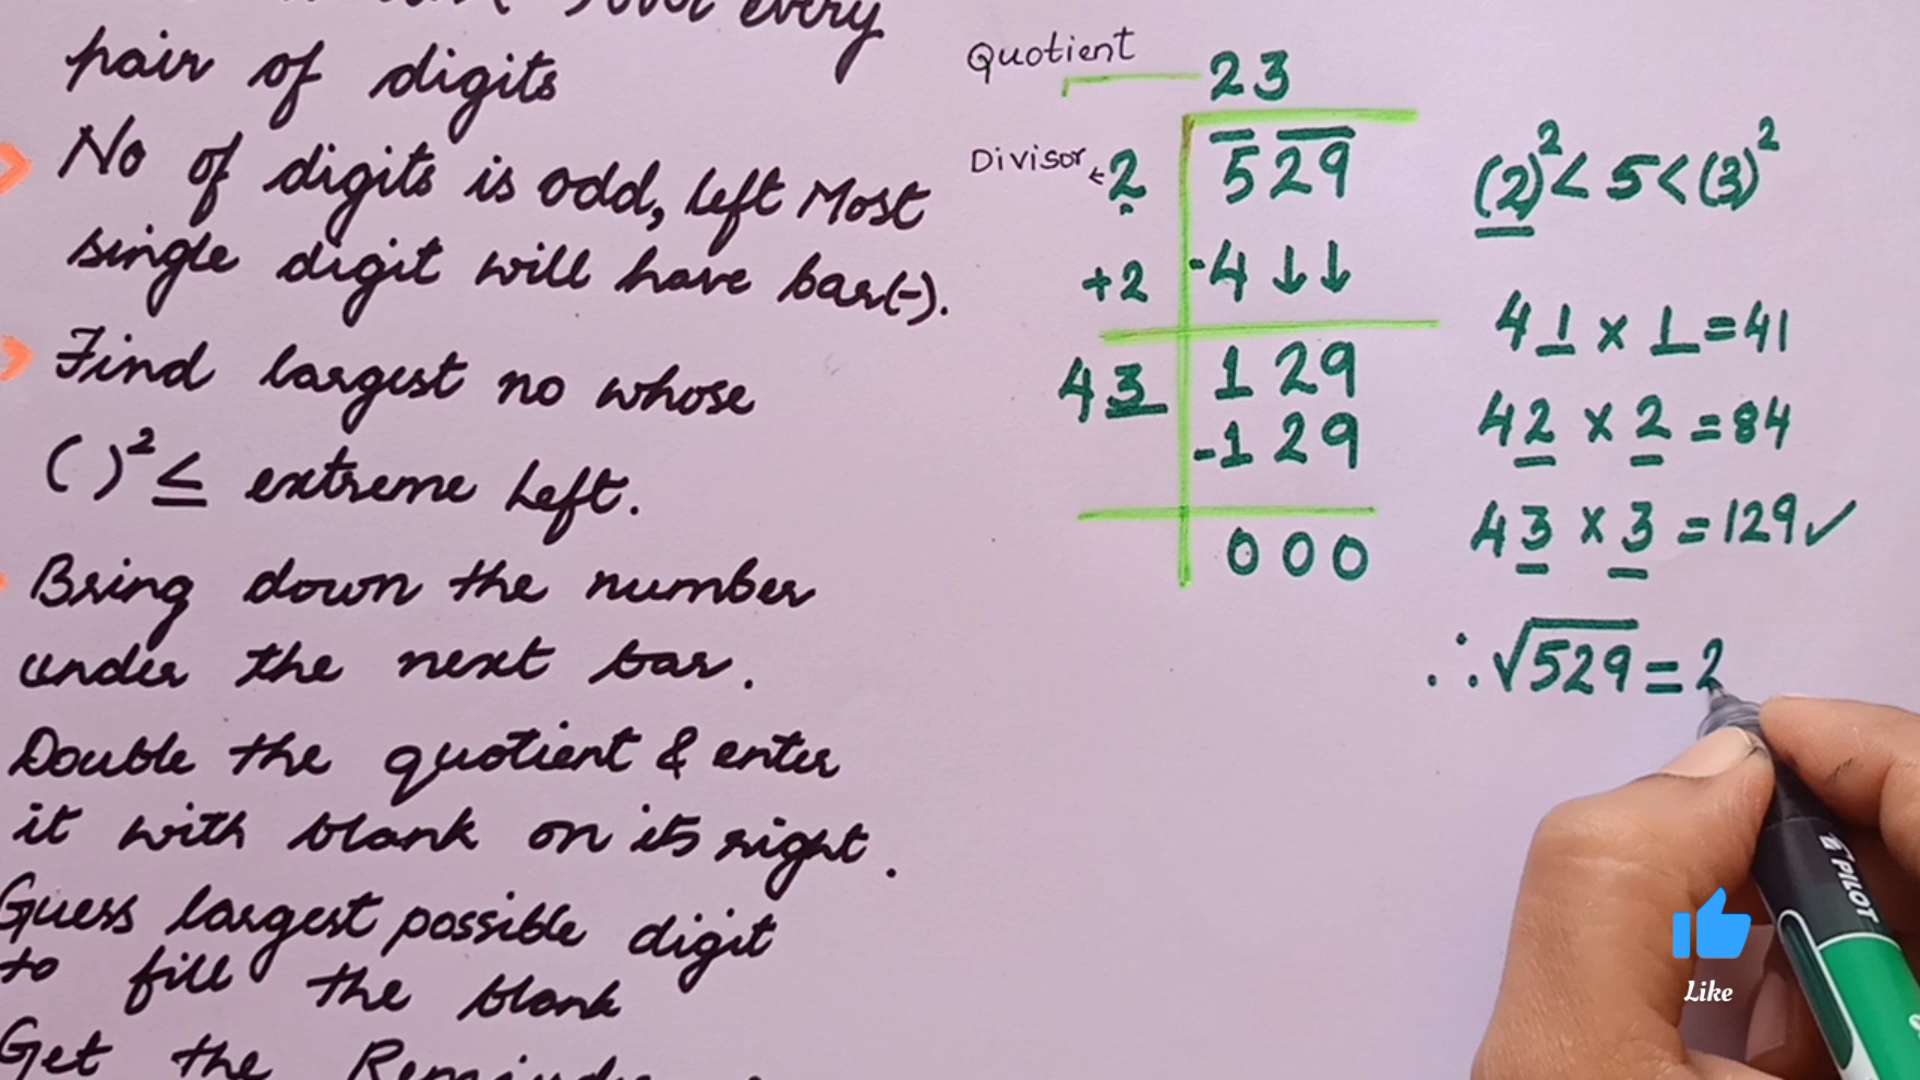 every
pair of digits
No of digits is odd, left Most
single digit will have bar(-).
Find largest no whose
( )² ≤ extreme left.
Bring down the number
under the next bar.
Double the quotient & enter
it with blank on its right.
Guess largest possible digit
to fill the blank
Get the
Quotient 23
Divisor ← 2 529
+2 -4 ↓↓
43 129
-129
000
(2)² < 5 < (3)²
41 × 1 = 41
42 × 2 = 84
43 × 3 = 129 ✓
∴ √529 = 2
PILOT
Like